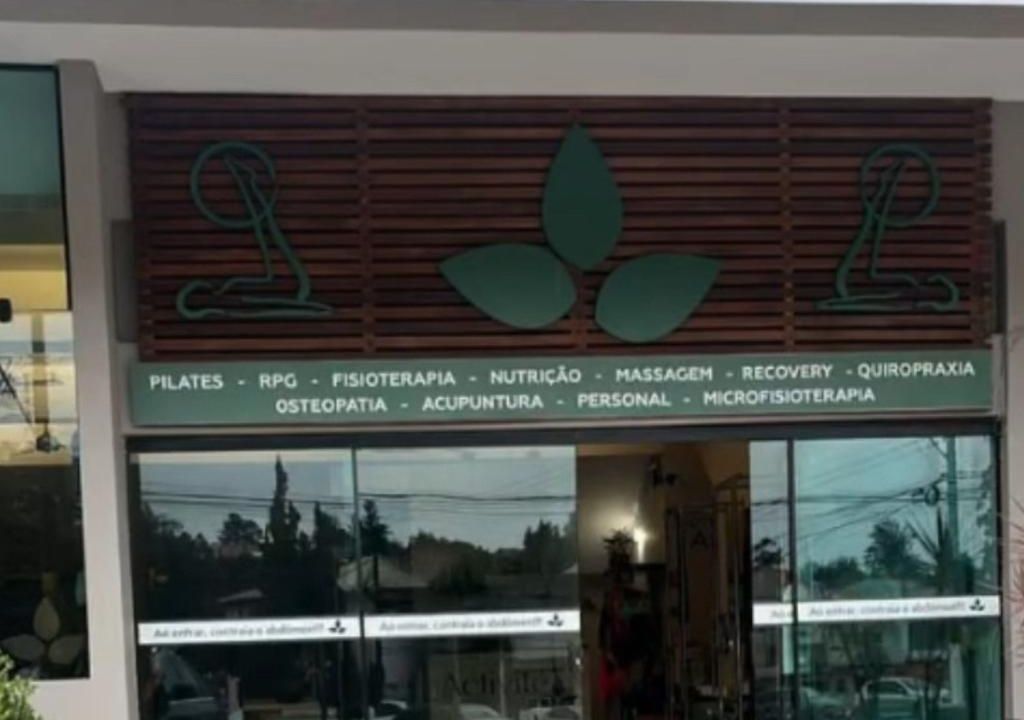 PILATES - RPG - FISIOTERAPIA - NUTRIÇÃO - MASSAGEM - RECOVERY - QUIROPRAXIA
OSTEOPATIA - ACUPUNTURA - PERSONAL - MICROFISIOTERAPIA
Ao entrar, contraia o abdômen!!!
Ao entrar, contraia o abdômen!!!
Ao
Ao entrar, contraia o abdômen!!!